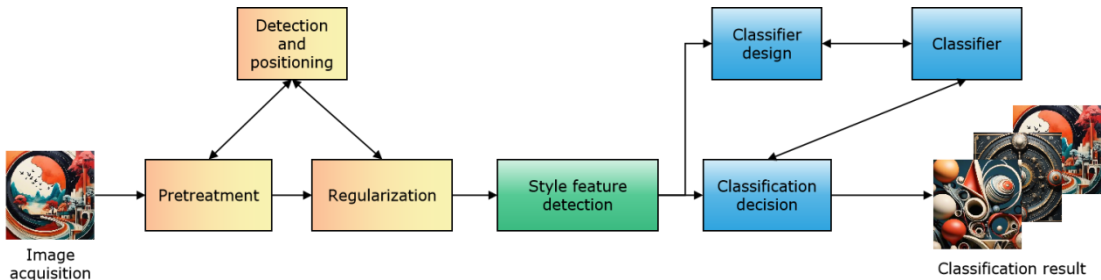 Detection
and
positioning
Classifier
design
Classifier
Pretreatment
Regularization
Style feature
detection
Classification
decision
Image
acquisition
Classification result